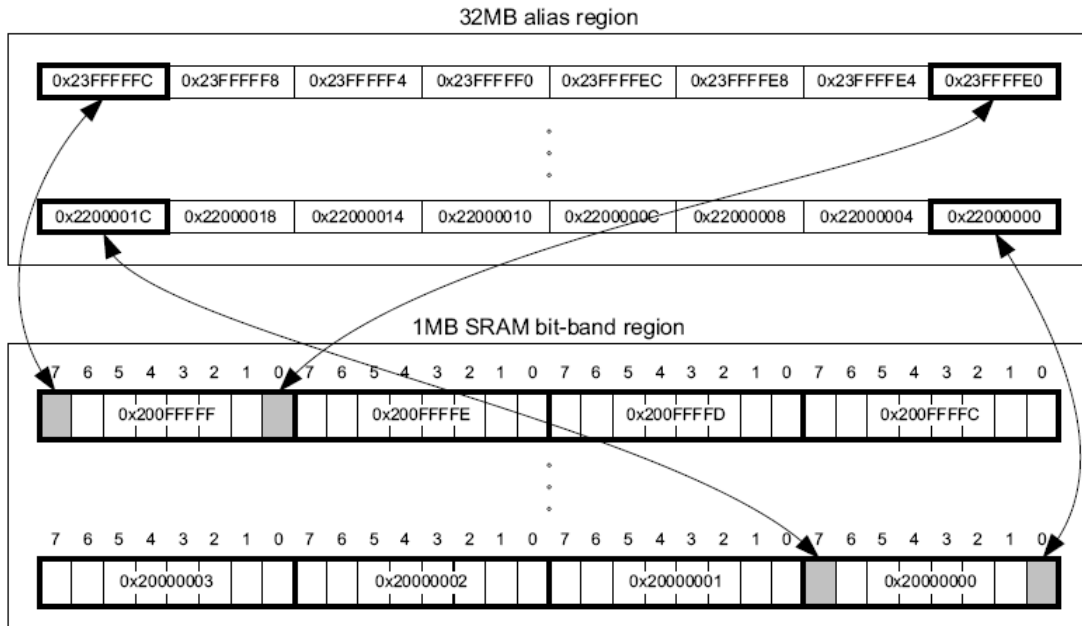 32MB alias region
0x23FFFFFC 0x23FFFFF8 0x23FFFFF4 0x23FFFFF0 0x23FFFFEC 0x23FFFFE8 0x23FFFFE4 0x23FFFFE0
0x2200001C 0x22000018 0x22000014 0x22000010 0x2200000C 0x22000008 0x22000004 0x22000000
1MB SRAM bit-band region
7 6 5 4 3 2 1 0 7 6 5 4 3 2 1 0 7 6 5 4 3 2 1 0 7 6 5 4 3 2 1 0
0x200FFFFF 0x200FFFFE 0x200FFFFD 0x200FFFFC
7 6 5 4 3 2 1 0 7 6 5 4 3 2 1 0 7 6 5 4 3 2 1 0 7 6 5 4 3 2 1 0
0x20000003 0x20000002 0x20000001 0x20000000